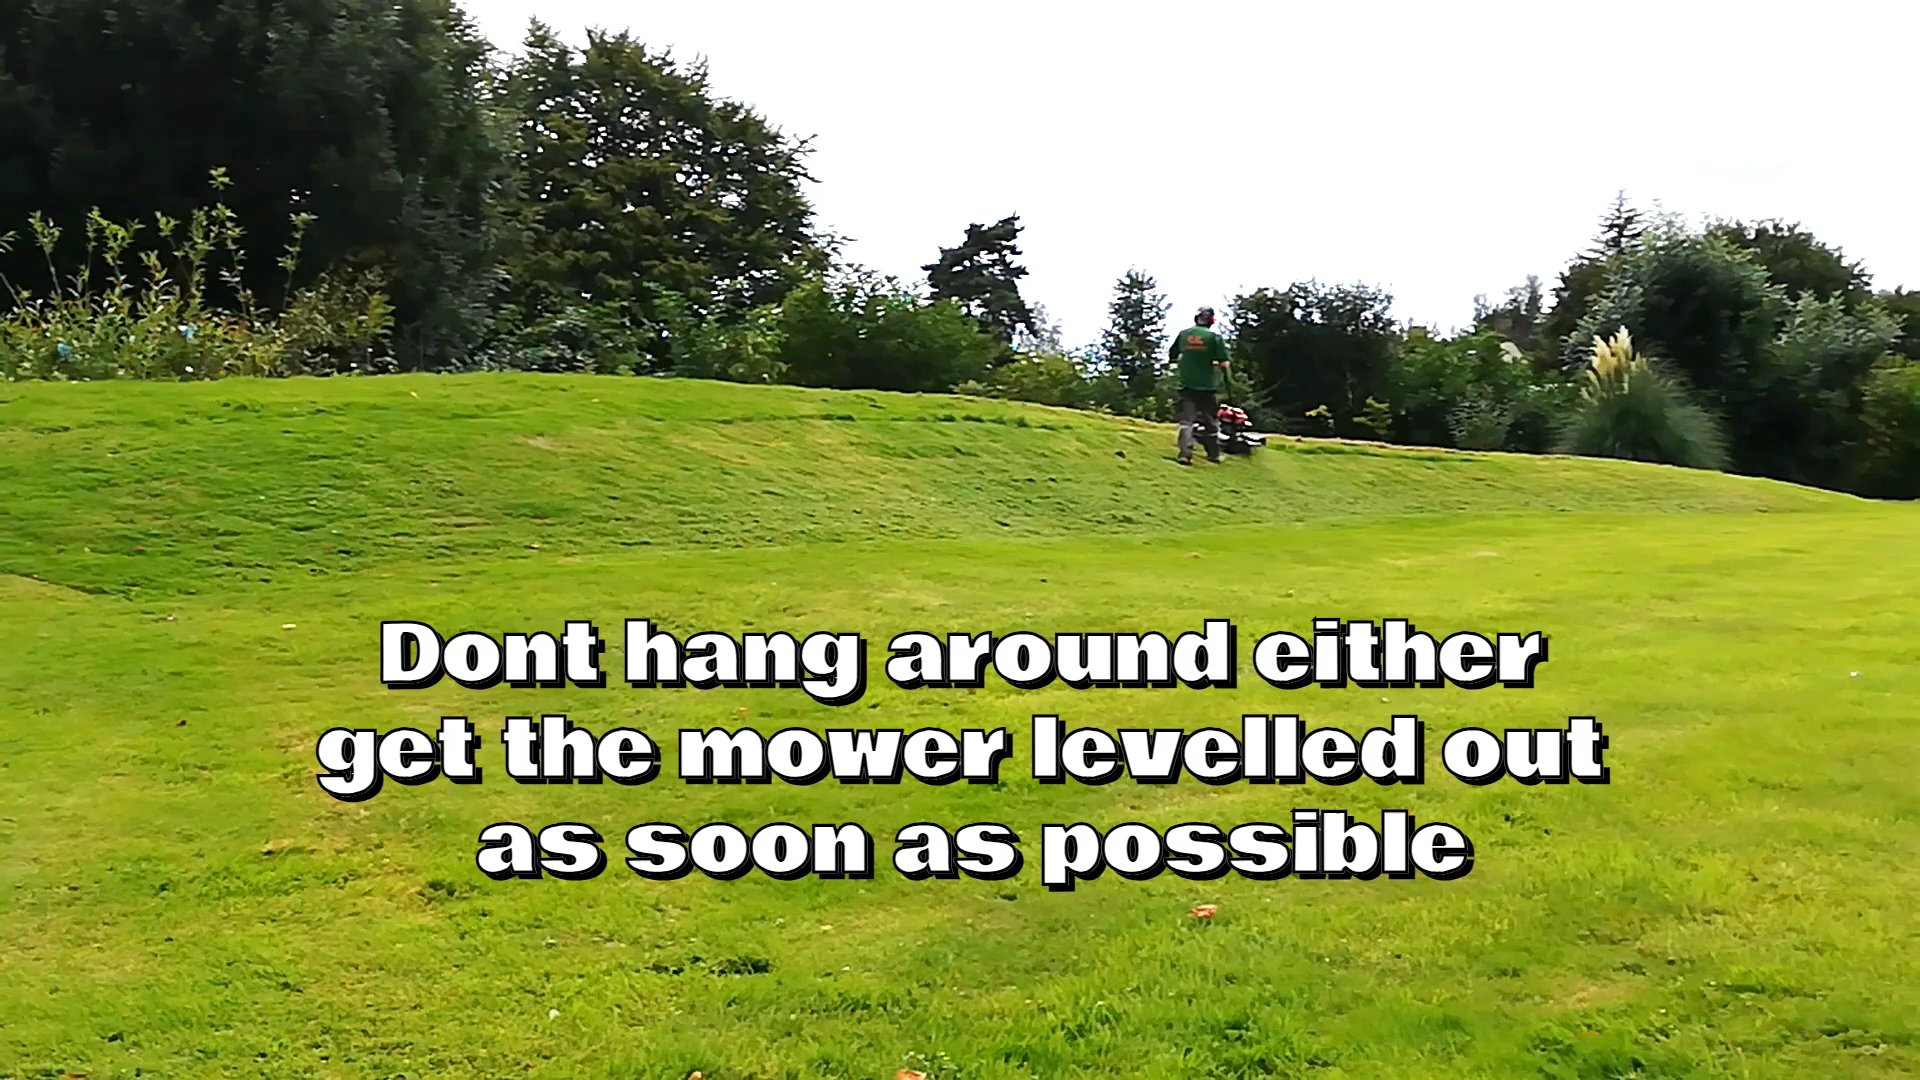 Dont hang around either
get the mower levelled out
as soon as possible